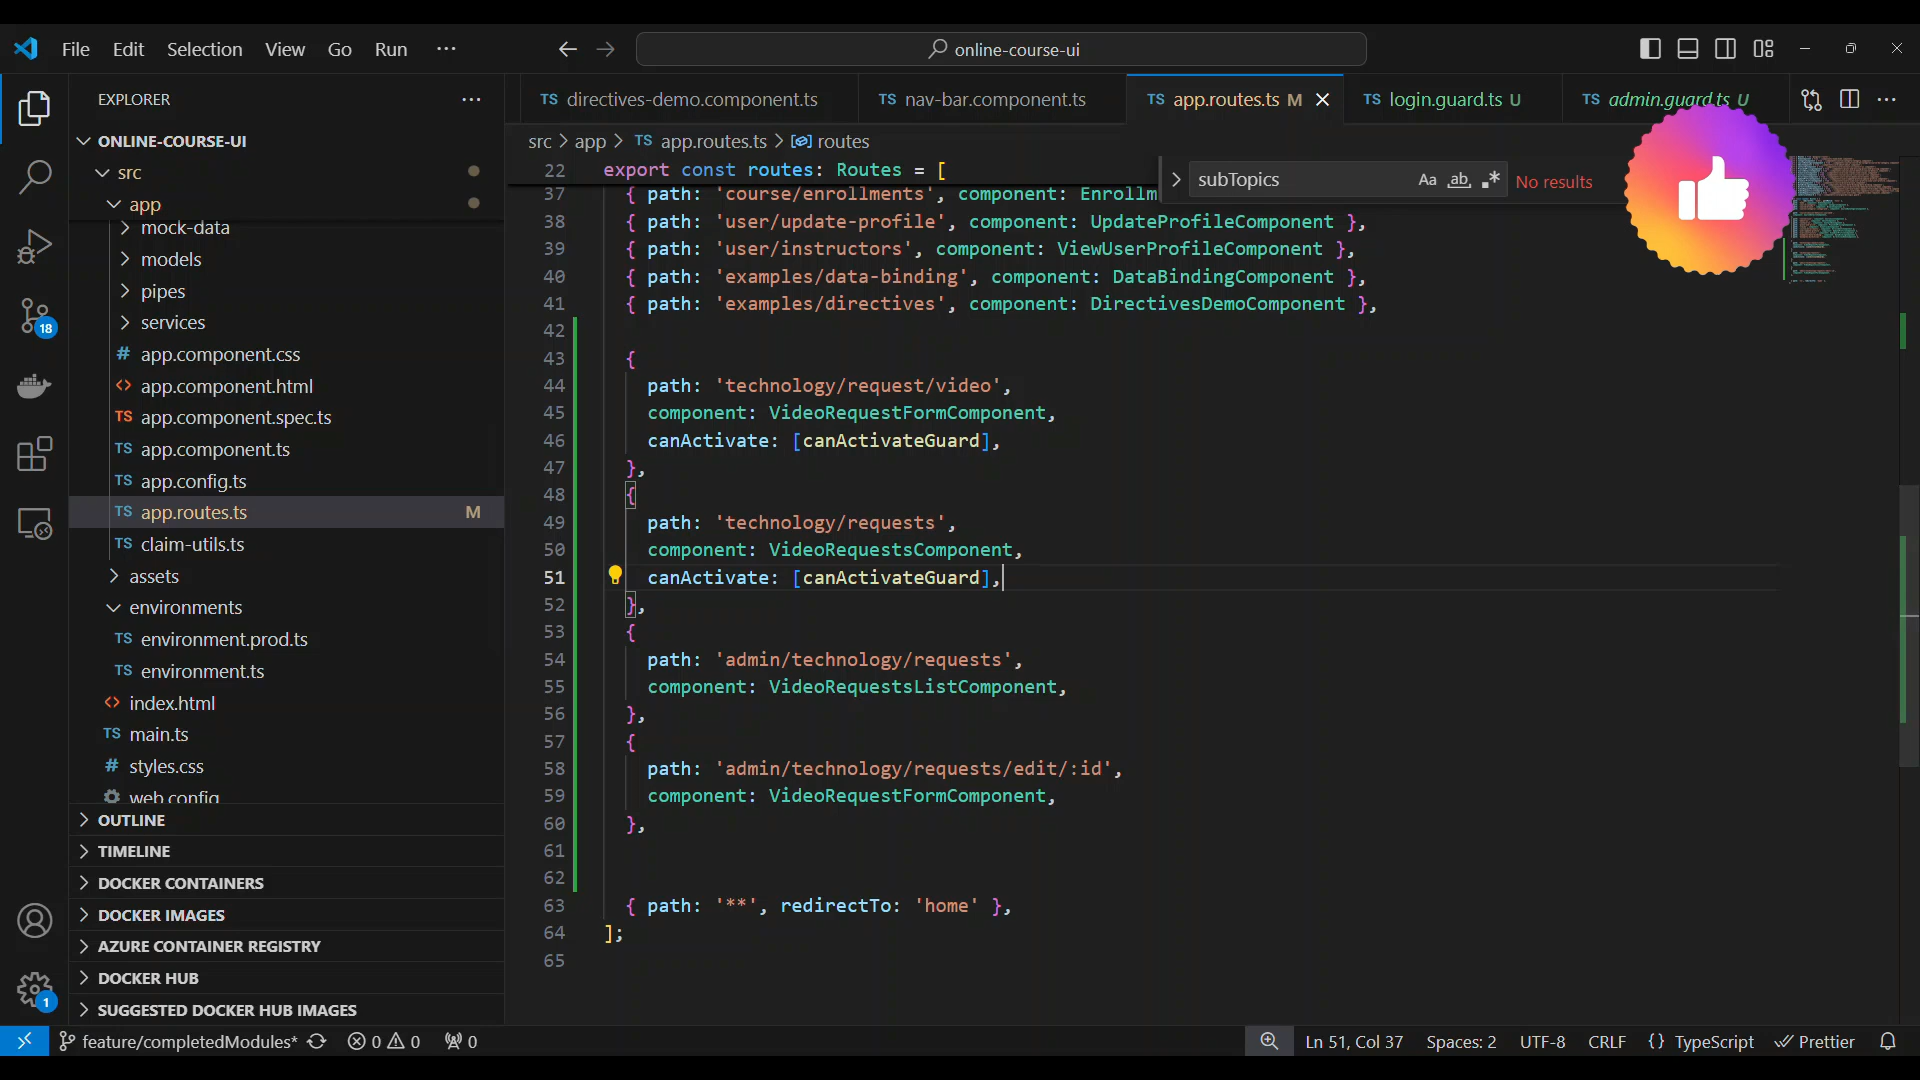 File Edit Selection View Go Run ···
online-course-ui
EXPLORER
ONLINE-COURSE-UI
src
app
mock-data
models
pipes
services
# app.component.css
<> app.component.html
TS app.component.spec.ts
TS app.component.ts
TS app.config.ts
TS app.routes.ts M
TS claim-utils.ts
assets
environments
TS environment.prod.ts
TS environment.ts
<> index.html
TS main.ts
# styles.css
web.config
OUTLINE
TIMELINE
DOCKER CONTAINERS
DOCKER IMAGES
AZURE CONTAINER REGISTRY
DOCKER HUB
SUGGESTED DOCKER HUB IMAGES
18
1
TS directives-demo.component.ts
TS nav-bar.component.ts
TS app.routes.ts M
TS login.guard.ts U
TS admin.guard.ts U
src > app > TS app.routes.ts > routes
subTopics Aa ab .* No results
22 export const routes: Routes = [
37 { path: 'course/enrollments', component: Enrollm
38 { path: 'user/update-profile', component: UpdateProfileComponent },
39 { path: 'user/instructors', component: ViewUserProfileComponent },
40 { path: 'examples/data-binding', component: DataBindingComponent },
41 { path: 'examples/directives', component: DirectivesDemoComponent },
42
43 {
44 path: 'technology/request/video',
45 component: VideoRequestFormComponent,
46 canActivate: [canActivateGuard],
47 },
48 {
49 path: 'technology/requests',
50 component: VideoRequestsComponent,
51 canActivate: [canActivateGuard],
52 },
53 {
54 path: 'admin/technology/requests',
55 component: VideoRequestsListComponent,
56 },
57 {
58 path: 'admin/technology/requests/edit/:id',
59 component: VideoRequestFormComponent,
60 },
61
62
63 { path: '**', redirectTo: 'home' },
64 ];
65
feature/completedModules* 0 0 0 Ln 51, Col 37 Spaces: 2 UTF-8 CRLF {} TypeScript Prettier